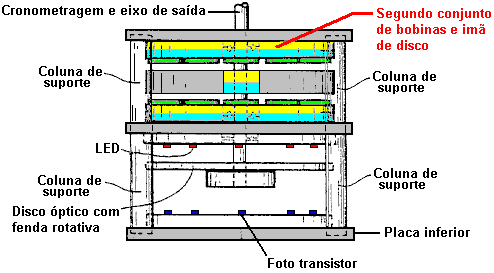 Cronometragem e eixo de saída
Segundo conjunto
de bobinas e imã
de disco
Coluna de
suporte
Coluna de
suporte
LED
Coluna de
suporte
Coluna de
suporte
Disco óptico com
fenda rotativa
Placa inferior
Foto transistor